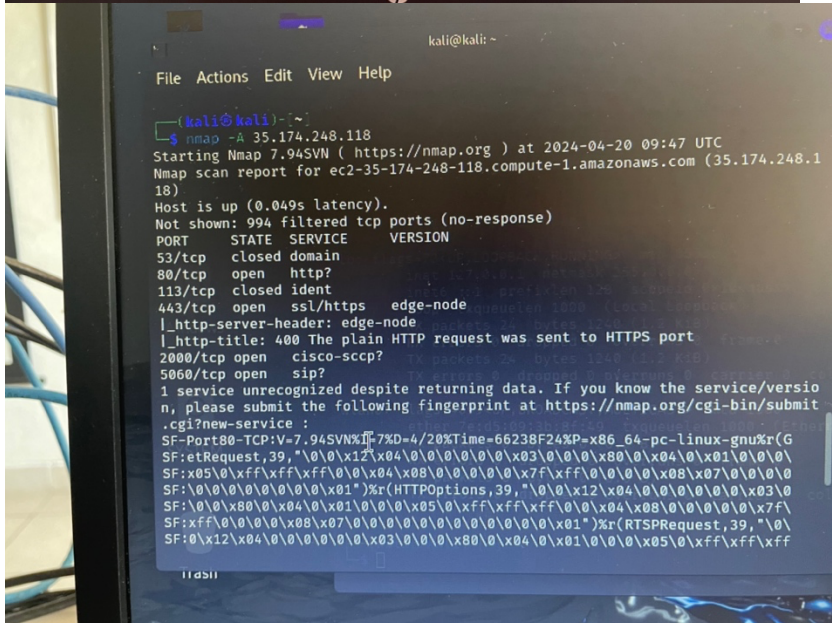 kali@kali: ~
File Actions Edit View Help
(kali㉿kali)-[~]
$ nmap -A 35.174.248.118
Starting Nmap 7.94SVN ( https://nmap.org ) at 2024-04-20 09:47 UTC
Nmap scan report for ec2-35-174-248-118.compute-1.amazonaws.com (35.174.248.1
18)
Host is up (0.049s latency).
Not shown: 994 filtered tcp ports (no-response)
PORT STATE SERVICE VERSION
53/tcp closed domain
80/tcp open http?
113/tcp closed ident
443/tcp open ssl/https edge-node
|_http-server-header: edge-node
|_http-title: 400 The plain HTTP request was sent to HTTPS port
2000/tcp open cisco-sccp?
5060/tcp open sip?
1 service unrecognized despite returning data. If you know the service/versio
n, please submit the following fingerprint at https://nmap.org/cgi-bin/submit
.cgi?new-service :
SF-Port80-TCP:V=7.94SVN%I=7%D=4/20%Time=66238F24%P=x86_64-pc-linux-gnu%r(G
SF:etRequest,39,"\0\0\x12\x04\0\0\0\0\0\0\x03\0\0\0\x80\0\x04\0\x01\0\0\0\
SF:x05\0\xff\xff\xff\0\0\x04\x08\0\0\0\0\0\x7f\xff\0\0\0\0\x08\x07\0\0\0\0
SF:\0\0\0\0\0\0\0\0\x01")%r(HTTPOptions,39,"\0\0\x12\x04\0\0\0\0\0\0\x03\0
SF:\0\0\x80\0\x04\0\x01\0\0\0\x05\0\xff\xff\xff\0\0\x04\x08\0\0\0\0\0\x7f\
SF:xff\0\0\0\0\x08\x07\0\0\0\0\0\0\0\0\0\0\0\0\x01")%r(RTSPRequest,39,"\0\
SF:0\x12\x04\0\0\0\0\0\0\x03\0\0\0\x80\0\x04\0\x01\0\0\0\x05\0\xff\xff\xff
Trash